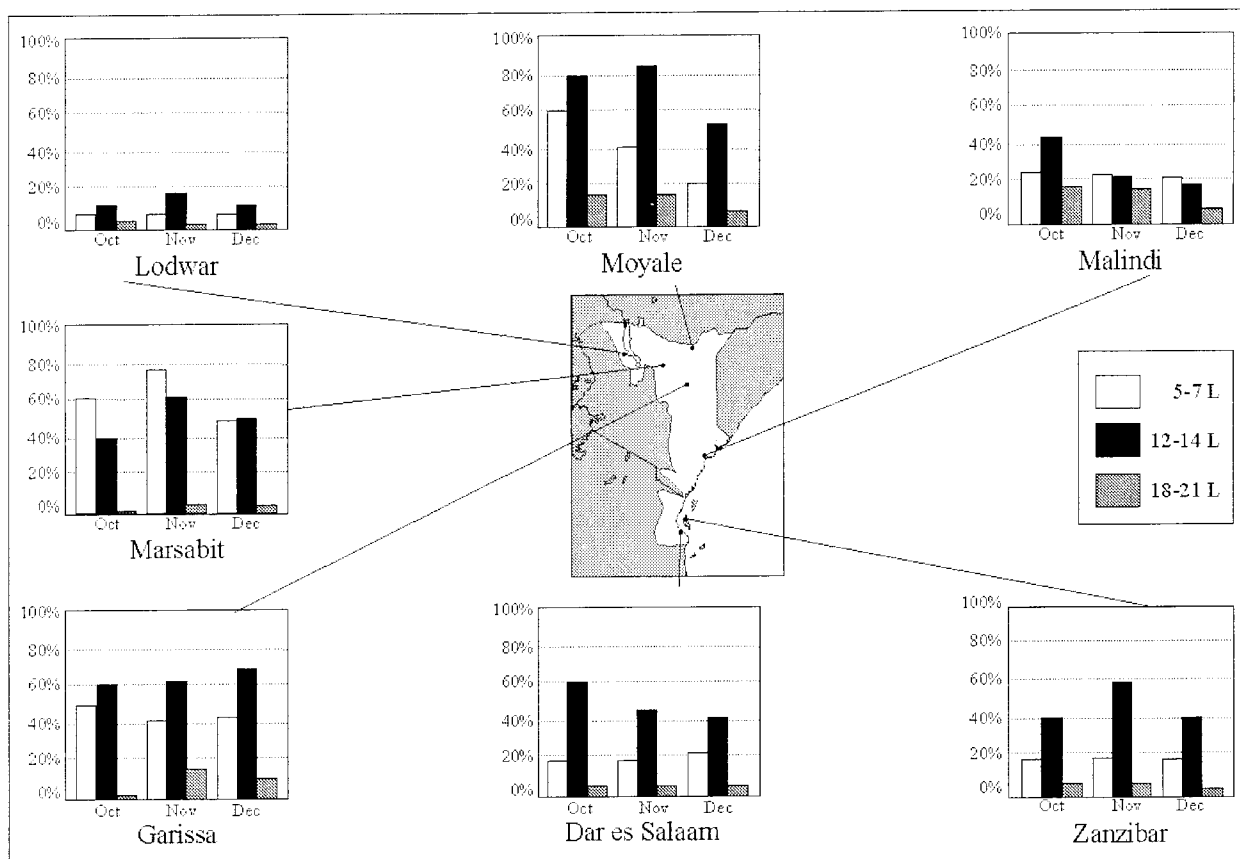 100%
80%
60%
40%
20%
0%
Oct Nov Dec
Lodwar
100%
80%
60%
40%
20%
0%
Oct Nov Dec
Moyale
100%
80%
60%
40%
20%
0%
Oct Nov Dec
Malindi
100%
80%
60%
40%
20%
0%
Oct Nov Dec
Marsabit
5-7 L
12-14 L
18-21 L
100%
80%
60%
40%
20%
0%
Oct Nov Dec
Garissa
100%
80%
60%
40%
20%
0%
Oct Nov Dec
Dar es Salaam
100%
80%
60%
40%
20%
0%
Oct Nov Dec
Zanzibar